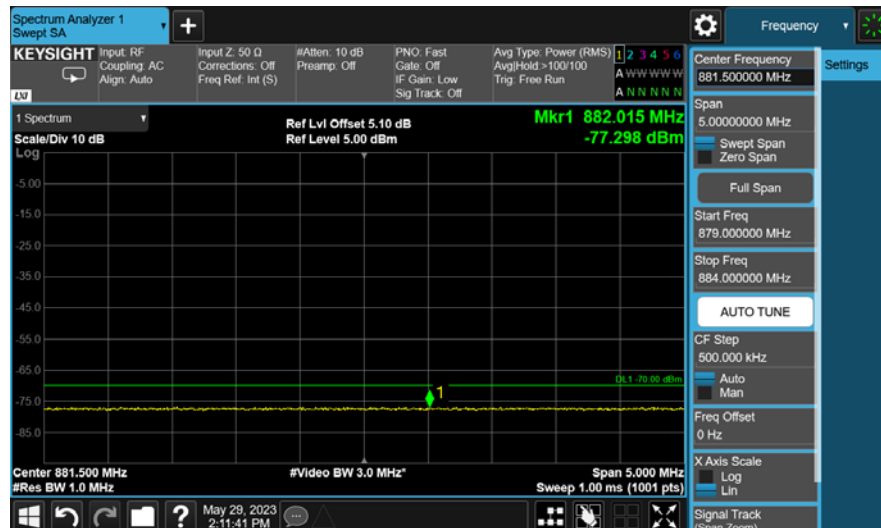 Spectrum Analyzer 1
Swept SA
+
Frequency
KEYSIGHT
LXI
Input: RF
Coupling: AC
Align: Auto
Input Z: 50 Ω
Corrections: Off
Freq Ref: Int (S)
#Atten: 10 dB
Preamp: Off
PNO: Fast
Gate: Off
IF Gain: Low
Sig Track: Off
Avg Type: Power (RMS)
Avg|Hold:>100/100
Trig: Free Run
1 2 3 4 5 6
A W W W W W
A N N N N N
1 Spectrum
Scale/Div 10 dB
Log
Ref Lvl Offset 5.10 dB
Ref Level 5.00 dBm
Mkr1 882.015 MHz
-77.298 dBm
-5.00
-15.0
-25.0
-35.0
-45.0
-55.0
-65.0
-75.0
-85.0
DL1 -70.00 dBm
1
Center 881.500 MHz
#Res BW 1.0 MHz
#Video BW 3.0 MHz*
Span 5.000 MHz
Sweep 1.00 ms (1001 pts)
Center Frequency
881.500000 MHz
Settings
Span
5.00000000 MHz
Swept Span
Zero Span
Full Span
Start Freq
879.000000 MHz
Stop Freq
884.000000 MHz
AUTO TUNE
CF Step
500.000 kHz
Auto
Man
Freq Offset
0 Hz
X Axis Scale
Log
Lin
Signal Track
(Span Zoom)
?
May 29, 2023
2:11:41 PM